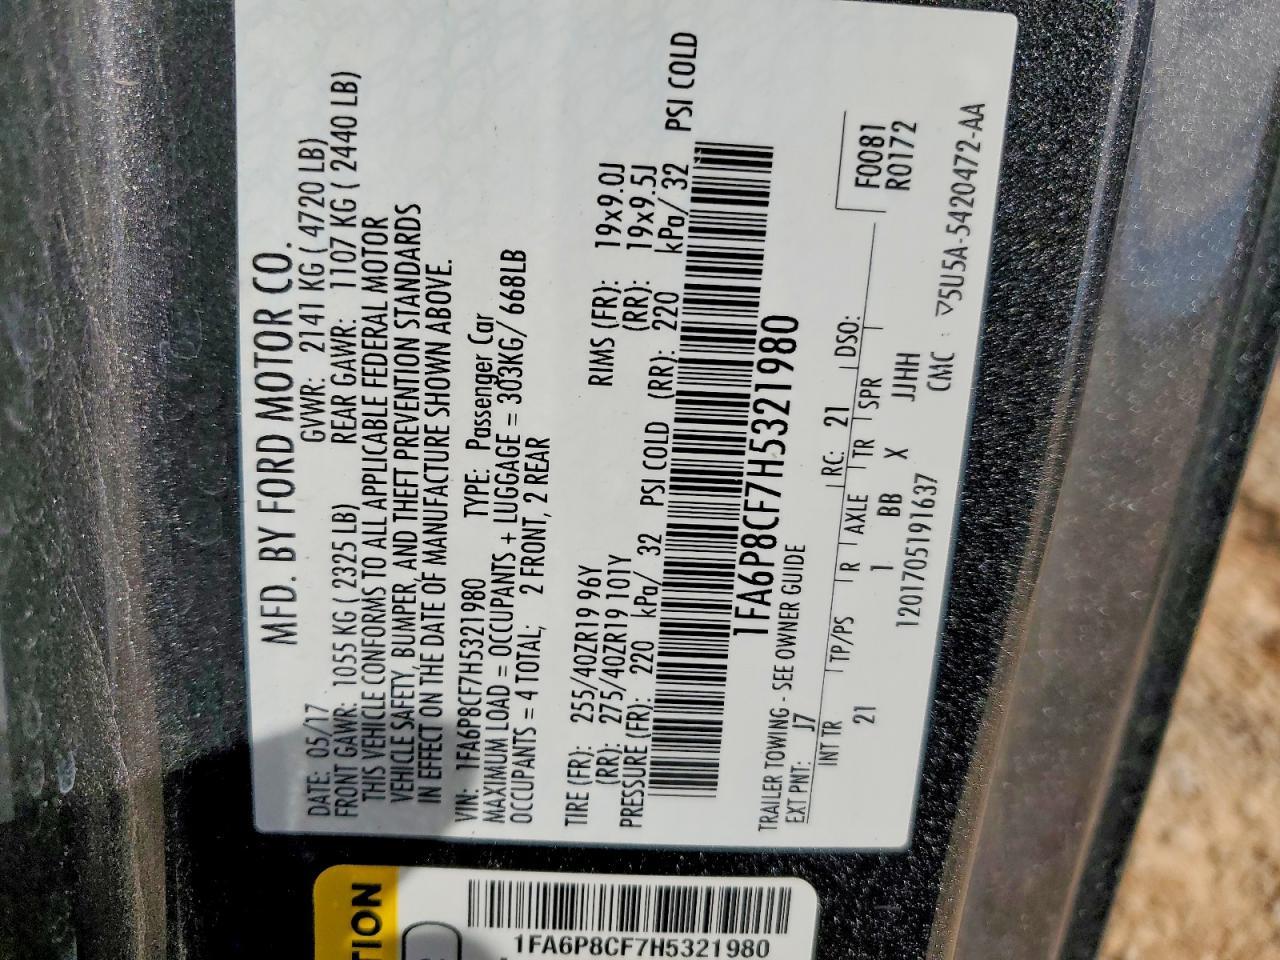 MFD. BY FORD MOTOR CO.
DATE: 05/17 GVWR: 2141 KG ( 4720 LB)
FRONT GAWR: 1055 KG ( 2325 LB) REAR GAWR: 1107 KG ( 2440 LB)
THIS VEHICLE CONFORMS TO ALL APPLICABLE FEDERAL MOTOR
VEHICLE SAFETY, BUMPER, AND THEFT PREVENTION STANDARDS
IN EFFECT ON THE DATE OF MANUFACTURE SHOWN ABOVE.
VIN: 1FA6P8CF7H5321980 TYPE: Passenger Car
MAXIMUM LOAD = OCCUPANTS + LUGGAGE = 303KG/ 668LB
OCCUPANTS = 4 TOTAL; 2 FRONT, 2 REAR
TIRE (FR): 255/40ZR19 96Y RIMS (FR): 19x9.0J
(RR): 275/40ZR19 101Y (RR): 19x9.5J
PRESSURE (FR): 220 kPa/ 32 PSI COLD (RR): 220 kPa/ 32 PSI COLD
1FA6P8CF7H5321980
TRAILER TOWING - SEE OWNER GUIDE
EXT PNT: J7 RC: 21 DSO:
INT TR TP/PS R AXLE TR SPR
21 1 BB X JJHH
F0081
R0172
1201705191637 CMC : V5U5A-5420472-AA
TION
1FA6P8CF7H5321980